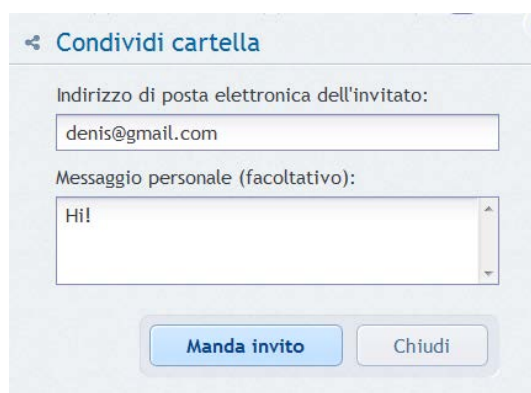 Condividi cartella
Indirizzo di posta elettronica dell'invitato:
denis@gmail.com
Messaggio personale (facoltativo):
Hi!
Manda invito
Chiudi